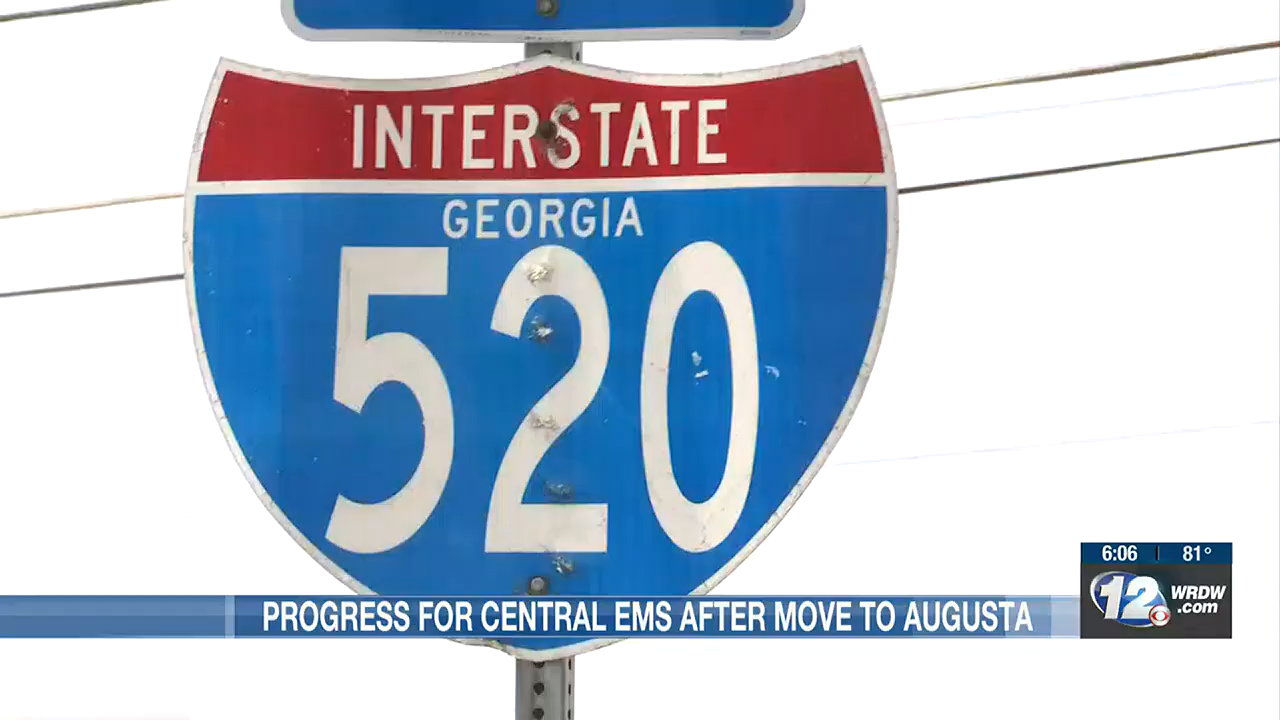 INTERSTATE
GEORGIA
520
6:06 | 81°
12 WRDW
.com
PROGRESS FOR CENTRAL EMS AFTER MOVE TO AUGUSTA